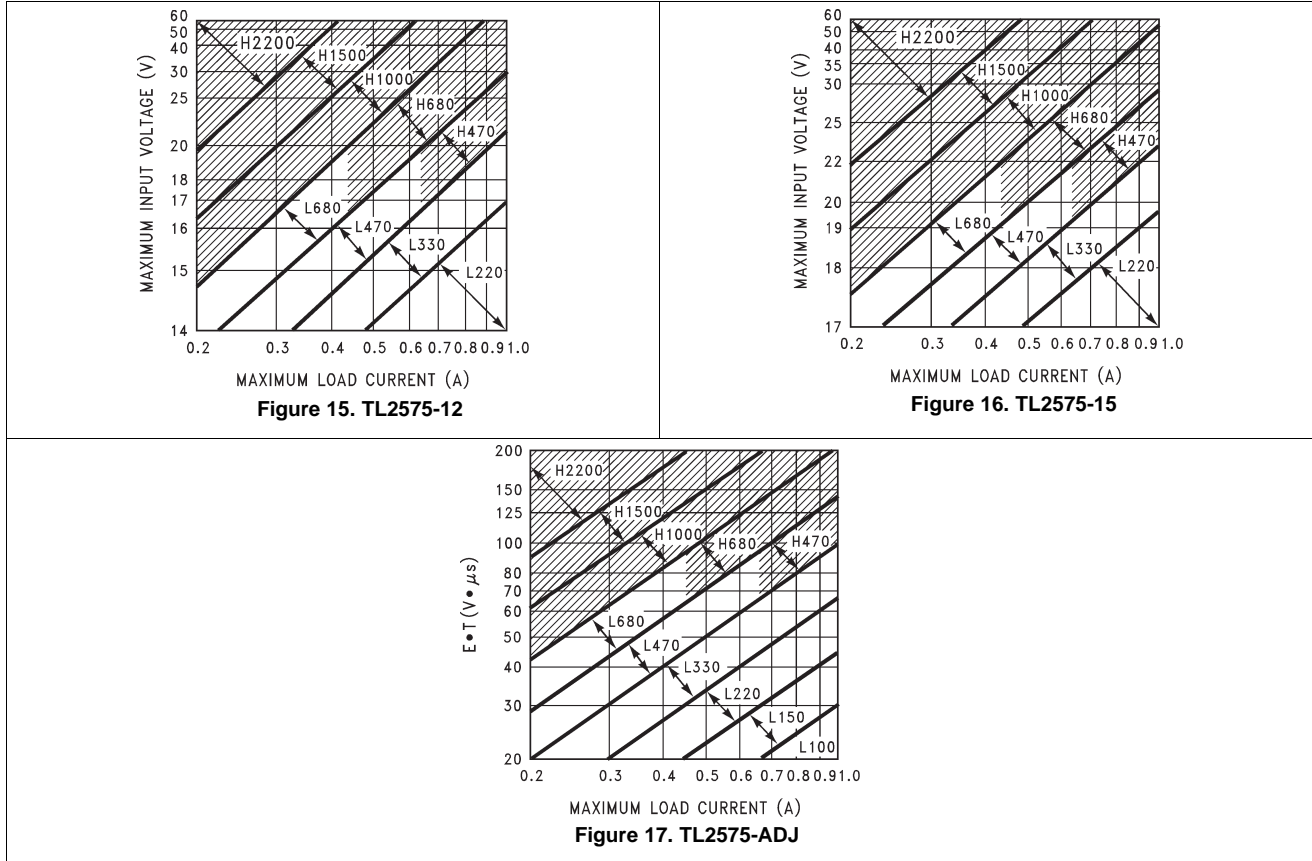 MAXIMUM INPUT VOLTAGE (V)
60
50
40
30
25
20
18
17
16
15
14
H2200
H1500
H1000
H680
H470
L680
L470
L330
L220
0.2 0.3 0.4 0.5 0.6 0.7 0.8 0.9 1.0
MAXIMUM LOAD CURRENT (A)
Figure 15. TL2575-12
MAXIMUM INPUT VOLTAGE (V)
60
50
40
35
30
25
22
20
19
18
17
H2200
H1500
H1000
H680
H470
L680
L470
L330
L220
0.2 0.3 0.4 0.5 0.6 0.7 0.8 0.9 1.0
MAXIMUM LOAD CURRENT (A)
Figure 16. TL2575-15
E•T (V•µs)
200
150
125
100
80
70
60
50
40
30
20
H2200
H1500
H1000
H680
H470
L680
L470
L330
L220
L150
L100
0.2 0.3 0.4 0.5 0.6 0.7 0.8 0.9 1.0
MAXIMUM LOAD CURRENT (A)
Figure 17. TL2575-ADJ